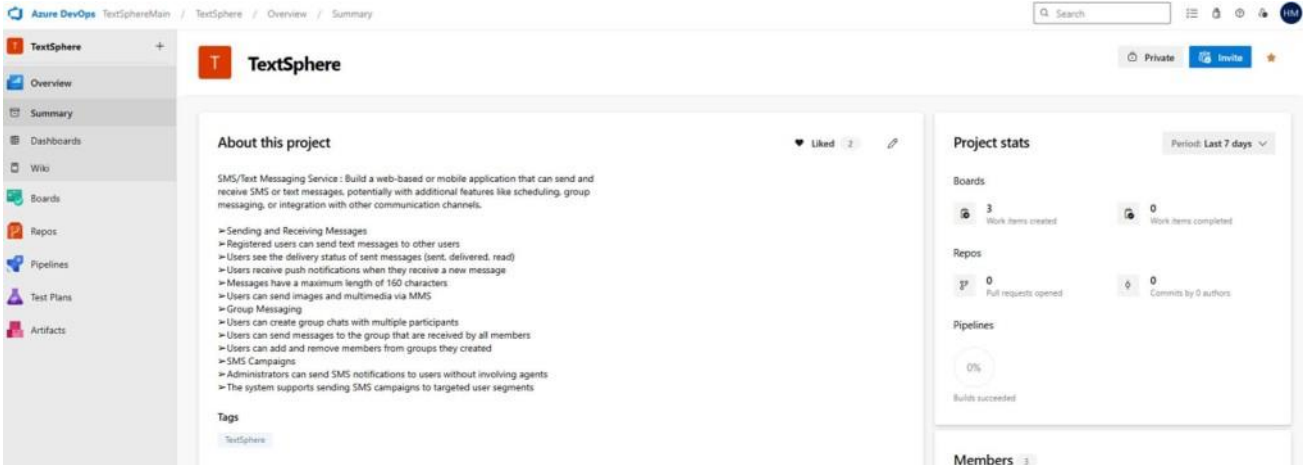 Azure DevOps TextSphereMain / TextSphere / Overview / Summary
Search
HM
T TextSphere +
Overview
Summary
Dashboards
Wiki
Boards
Repos
Pipelines
Test Plans
Artifacts
T TextSphere
Private
Invite
About this project
Liked 2
SMS/Text Messaging Service : Build a web-based or mobile application that can send and
receive SMS or text messages, potentially with additional features like scheduling, group
messaging, or integration with other communication channels.
➢Sending and Receiving Messages
➢Registered users can send text messages to other users
➢Users see the delivery status of sent messages (sent, delivered, read)
➢Users receive push notifications when they receive a new message
➢Messages have a maximum length of 160 characters
➢Users can send images and multimedia via MMS
➢Group Messaging
➢Users can create group chats with multiple participants
➢Users can send messages to the group that are received by all members
➢Users can add and remove members from groups they created
➢SMS Campaigns
➢Administrators can send SMS notifications to users without involving agents
➢The system supports sending SMS campaigns to targeted user segments
Tags
TextSphere
Project stats
Period: Last 7 days
Boards
3
Work items created
0
Work items completed
Repos
0
Pull requests opened
0
Commits by 0 authors
Pipelines
0%
Builds succeeded
Members 3